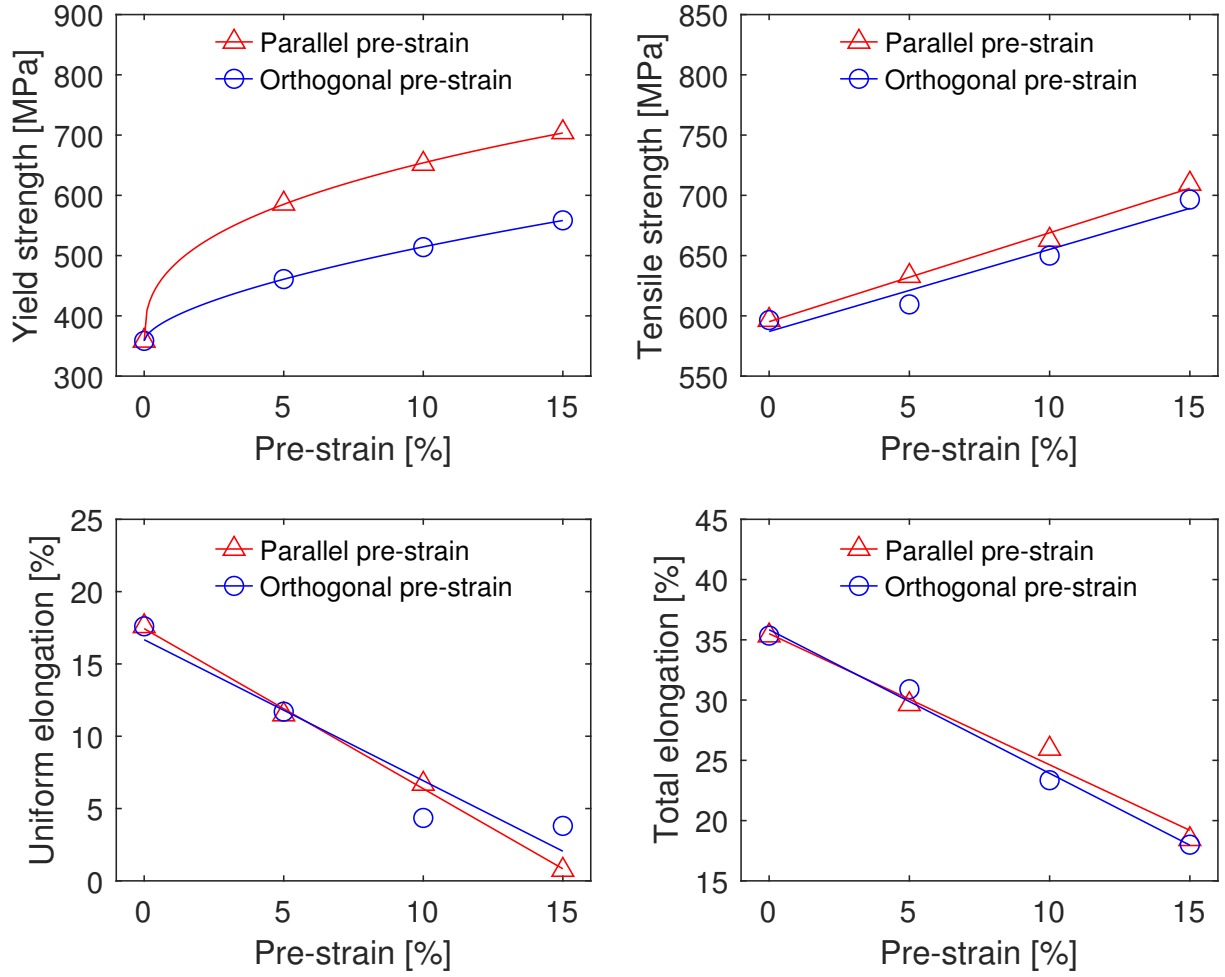 Yield strength [MPa]
900
800
700
600
500
400
300
Parallel pre-strain
Orthogonal pre-strain
0 5 10 15
Pre-strain [%]
Tensile strength [MPa]
850
800
750
700
650
600
550
Parallel pre-strain
Orthogonal pre-strain
0 5 10 15
Pre-strain [%]
Uniform elongation [%]
25
20
15
10
5
0
Parallel pre-strain
Orthogonal pre-strain
0 5 10 15
Pre-strain [%]
Total elongation [%]
45
40
35
30
25
20
15
Parallel pre-strain
Orthogonal pre-strain
0 5 10 15
Pre-strain [%]